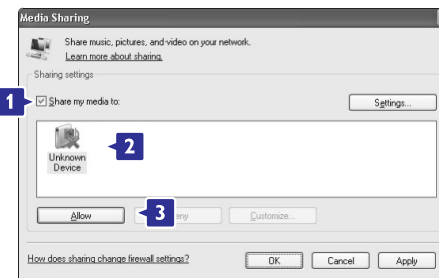 Media Sharing
Share music, pictures, and video on your network.
Learn more about sharing.
Sharing settings
1
Share my media to:
Settings...
2
Unknown
Device
Allow
3
Customize...
How does sharing change firewall settings?
OK
Cancel
Apply